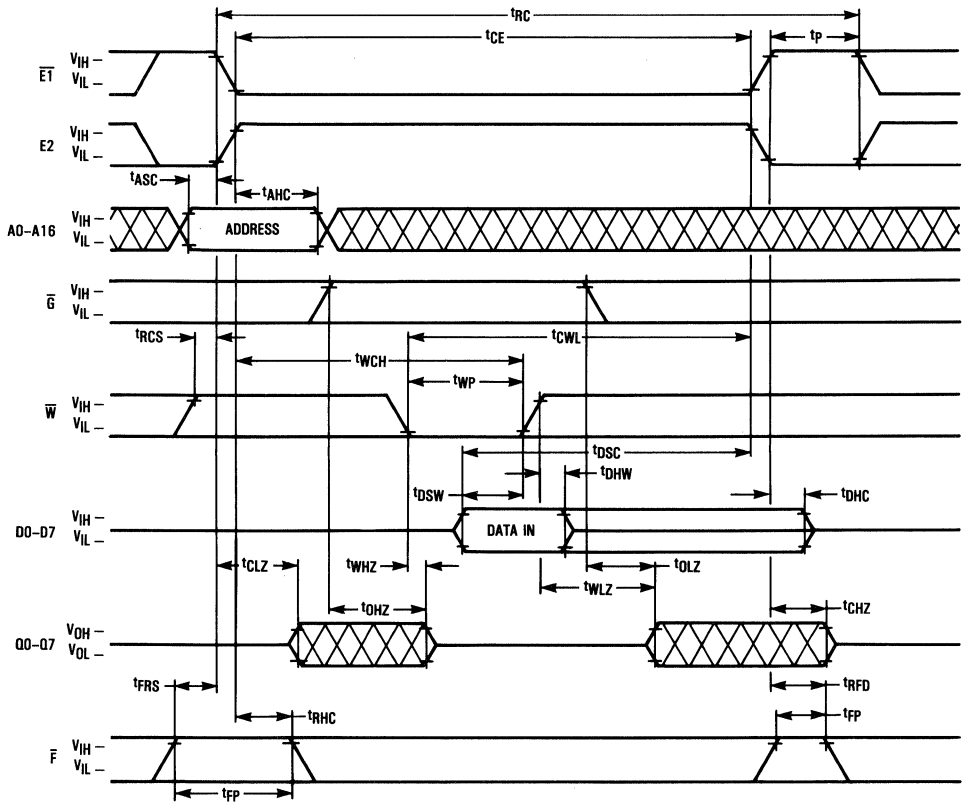 tRC
tCE
tP
E1
VIH
VIL
E2
VIH
VIL
tASC
tAHC
A0-A16
VIH
VIL
ADDRESS
G
VIH
VIL
tRCS
tCWL
tWCH
tWP
W
VIH
VIL
tDSC
tDHW
tDSW
tDHC
D0-D7
VIH
VIL
DATA IN
tCLZ
tWHZ
tOLZ
tWLZ
tOHZ
tCHZ
Q0-Q7
VOH
VOL
tFRS
tRFD
tRHC
tFP
F
VIH
VIL
tFP